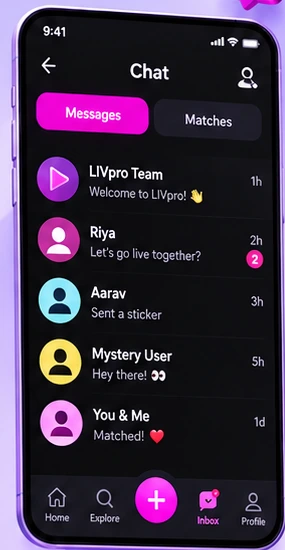 9:41
Chat
Messages
Matches
LIVpro Team
1h
Welcome to LIVpro! 👋
Riya
2h
Let's go live together?
2
Aarav
3h
Sent a sticker
Mystery User
5h
Hey there! 👀
You & Me
1d
Matched! ❤️
Home
Explore
Inbox
Profile